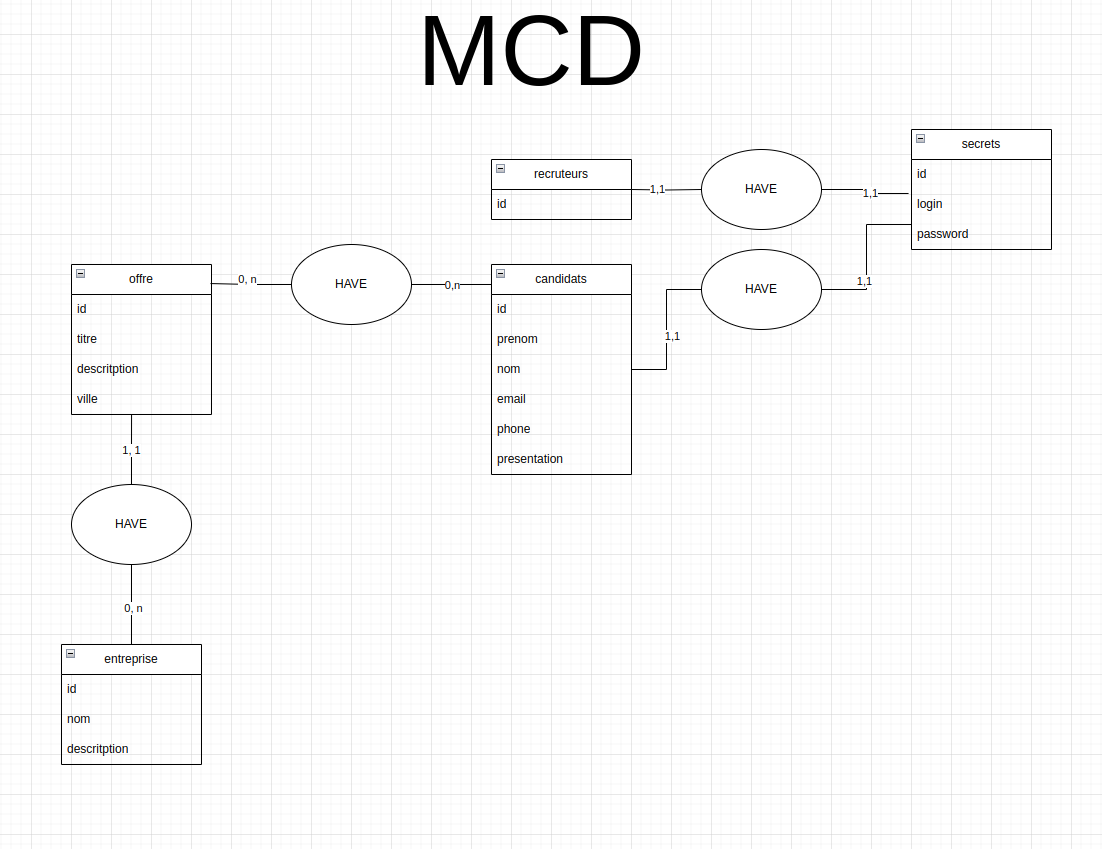 MCD
recruteurs
id
1,1
HAVE
1,1
secrets
id
login
password
offre
id
titre
descritption
ville
0, n
HAVE
0,n
candidats
id
prenom
nom
email
phone
presentation
1,1
HAVE
1,1
1, 1
HAVE
0, n
entreprise
id
nom
descritption